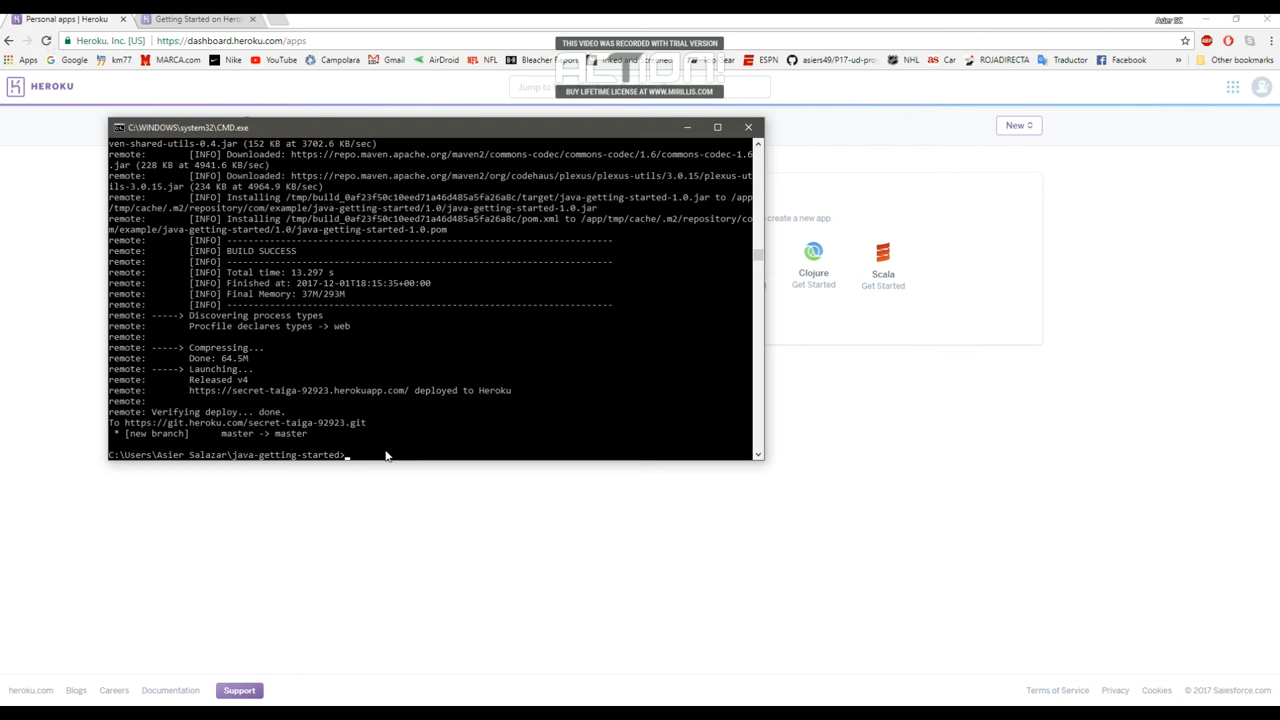 Personal apps | Heroku
Getting Started on Herok
Asier SC
Heroku, Inc. [US] https://dashboard.heroku.com/apps
THIS VIDEO WAS RECORDED WITH TRIAL VERSION
ACTION!
BUY LIFETIME LICENSE AT WWW.MIRILLIS.COM
Apps Google km77 MARCA.com Nike YouTube Campolara Gmail AirDroid NFL Bleacher Report ESPN asiers49/P17-ud-pro NHL as Car ROJADIRECTA Traductor Facebook » Other bookmarks
HEROKU
Jump to
New
C:\WINDOWS\system32\CMD.exe
ven-shared-utils-0.4.jar (152 KB at 3702.6 KB/sec)
remote: [INFO] Downloaded: https://repo.maven.apache.org/maven2/commons-codec/commons-codec/1.6/commons-codec-1.6
.jar (228 KB at 4941.6 KB/sec)
remote: [INFO] Downloaded: https://repo.maven.apache.org/maven2/org/codehaus/plexus/plexus-utils/3.0.15/plexus-ut
ils-3.0.15.jar (234 KB at 4964.9 KB/sec)
remote: [INFO] Installing /tmp/build_0af23f50c10eed71a46d485a5fa26a8c/target/java-getting-started-1.0.jar to /app
/tmp/cache/.m2/repository/com/example/java-getting-started/1.0/java-getting-started-1.0.jar
remote: [INFO] Installing /tmp/build_0af23f50c10eed71a46d485a5fa26a8c/pom.xml to /app/tmp/cache/.m2/repository/co
m/example/java-getting-started/1.0/java-getting-started-1.0.pom
remote: [INFO] ------------------------------------------------------------------------
remote: [INFO] BUILD SUCCESS
remote: [INFO] ------------------------------------------------------------------------
remote: [INFO] Total time: 13.297 s
remote: [INFO] Finished at: 2017-12-01T18:15:35+00:00
remote: [INFO] Final Memory: 37M/293M
remote: [INFO] ------------------------------------------------------------------------
remote: -----> Discovering process types
remote: Procfile declares types -> web
remote:
remote: -----> Compressing...
remote: Done: 64.5M
remote: -----> Launching...
remote: Released v4
remote: https://secret-taiga-92923.herokuapp.com/ deployed to Heroku
remote:
remote: Verifying deploy... done.
To https://git.heroku.com/secret-taiga-92923.git
* [new branch] master -> master
C:\Users\Asier Salazar\java-getting-started>_
o create a new app.
Clojure
Get Started
Scala
Get Started
heroku.com Blogs Careers Documentation Support
Terms of Service Privacy Cookies © 2017 Salesforce.com